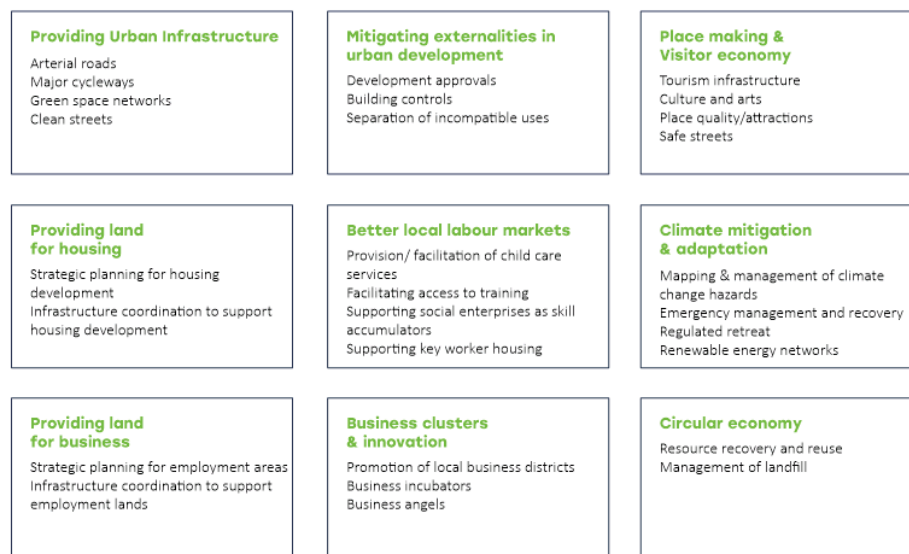 Providing Urban Infrastructure
Arterial roads
Major cycleways
Green space networks
Clean streets
Mitigating externalities in
urban development
Development approvals
Building controls
Separation of incompatible uses
Place making &
Visitor economy
Tourism infrastructure
Culture and arts
Place quality/attractions
Safe streets
Providing land
for housing
Strategic planning for housing
development
Infrastructure coordination to support
housing development
Better local labour markets
Provision/ facilitation of child care
services
Facilitating access to training
Supporting social enterprises as skill
accumulators
Supporting key worker housing
Climate mitigation
& adaptation
Mapping & management of climate
change hazards
Emergency management and recovery
Regulated retreat
Renewable energy networks
Providing land
for business
Strategic planning for employment areas
Infrastructure coordination to support
employment lands
Business clusters
& innovation
Promotion of local business districts
Business incubators
Business angels
Circular economy
Resource recovery and reuse
Management of landfill